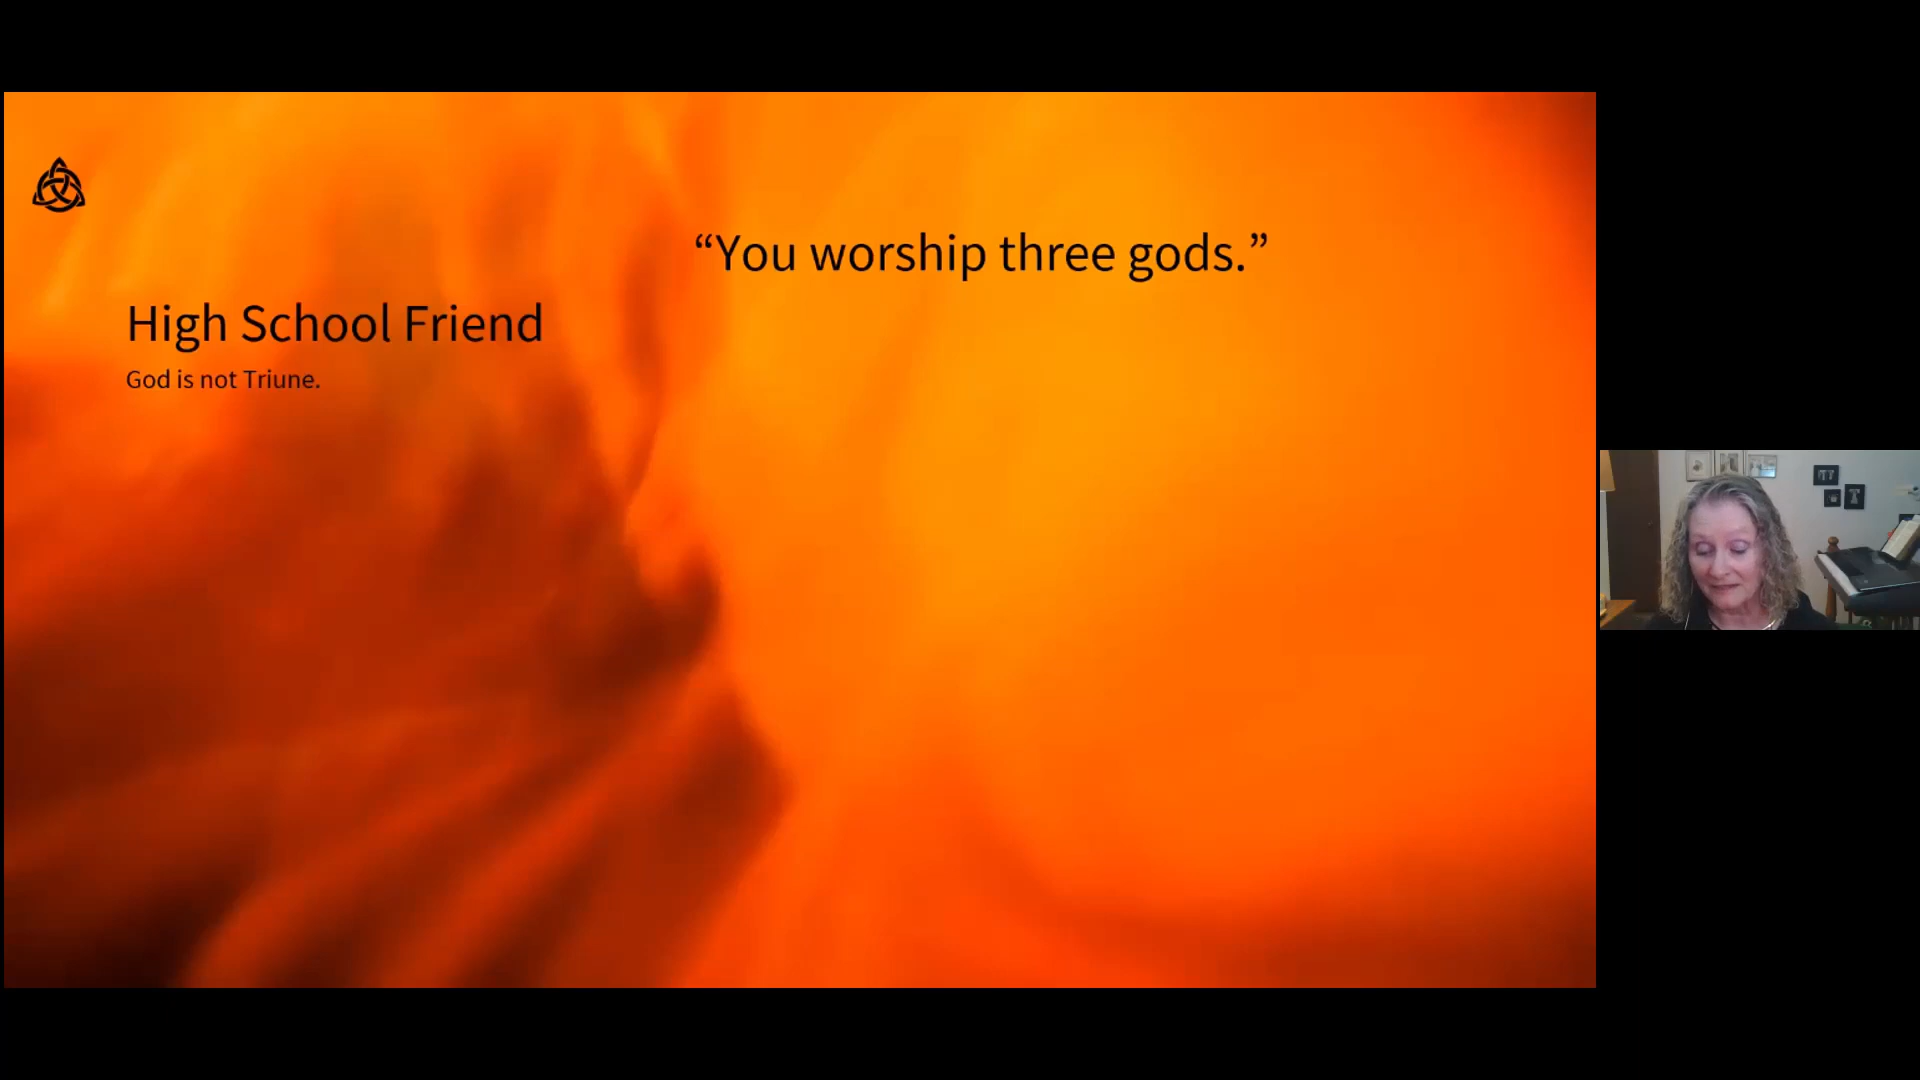 “You worship three gods.”
High School Friend
God is not Triune.